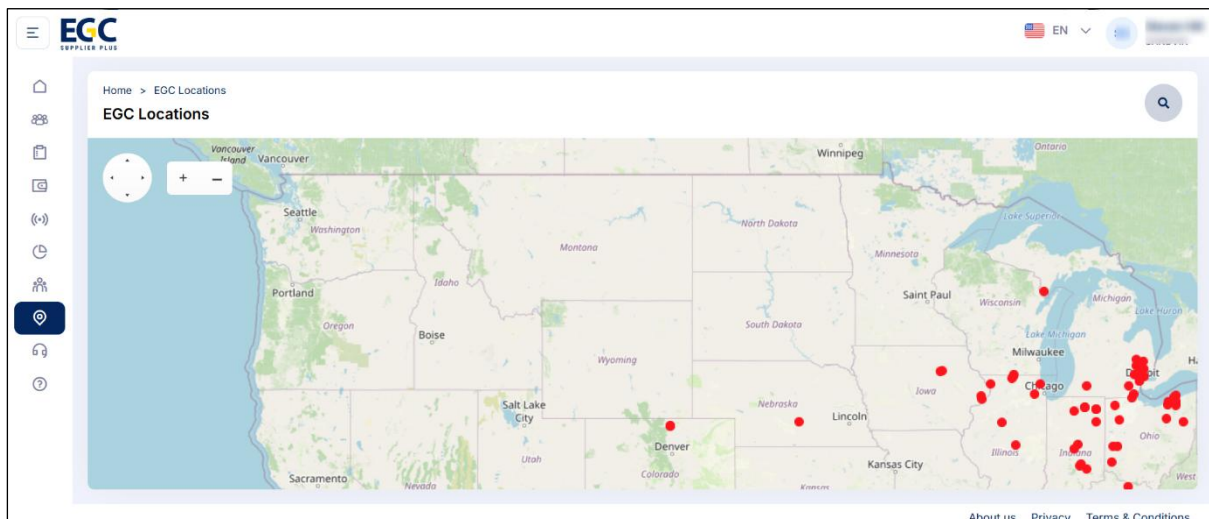 EGC
SUPPLIER PLUS
EN
Home > EGC Locations
EGC Locations
+ −
Vancouver
Island
Vancouver
Winnipeg
Ontario
Seattle
Washington
North Dakota
Lake Superior
Montana
Minnesota
Portland
Idaho
Saint Paul
Wisconsin
Michigan
Lake Huron
Oregon
Boise
South Dakota
Lake Michigan
Milwaukee
Wyoming
Chicago
Iowa
Salt Lake
City
Nebraska
Lincoln
Denver
Ohio
Utah
Colorado
Kansas City
Illinois
Indiana
West
Sacramento
Nevada
Kansas
About us Privacy Terms & Conditions